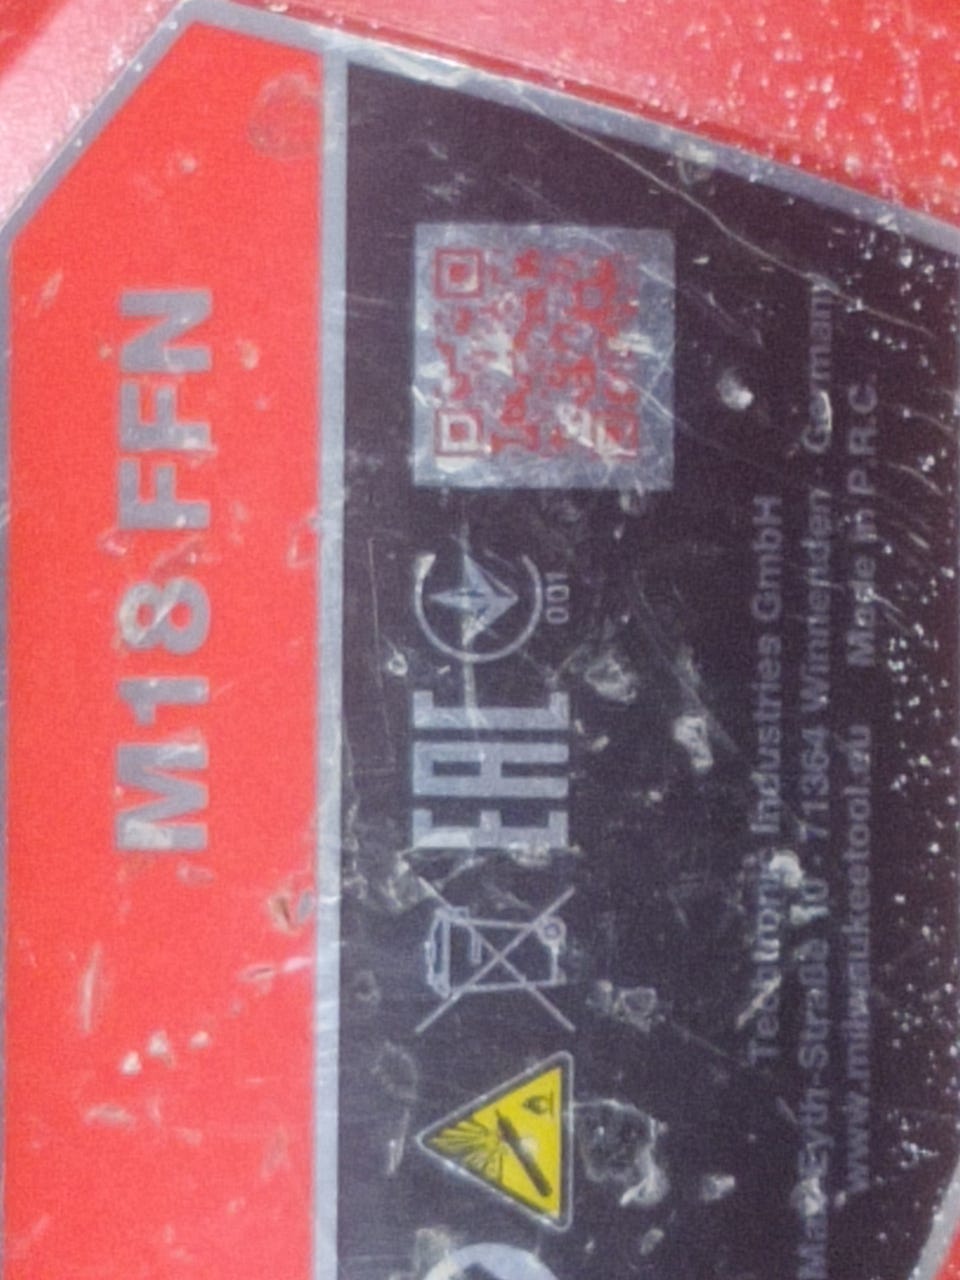 M18 FFN
EAC
001
Techtronic Industries GmbH
Max-Eyth-Straße 10 · 71364 Winnenden · Germany
www.milwaukeetool.eu Made in P.R.C.